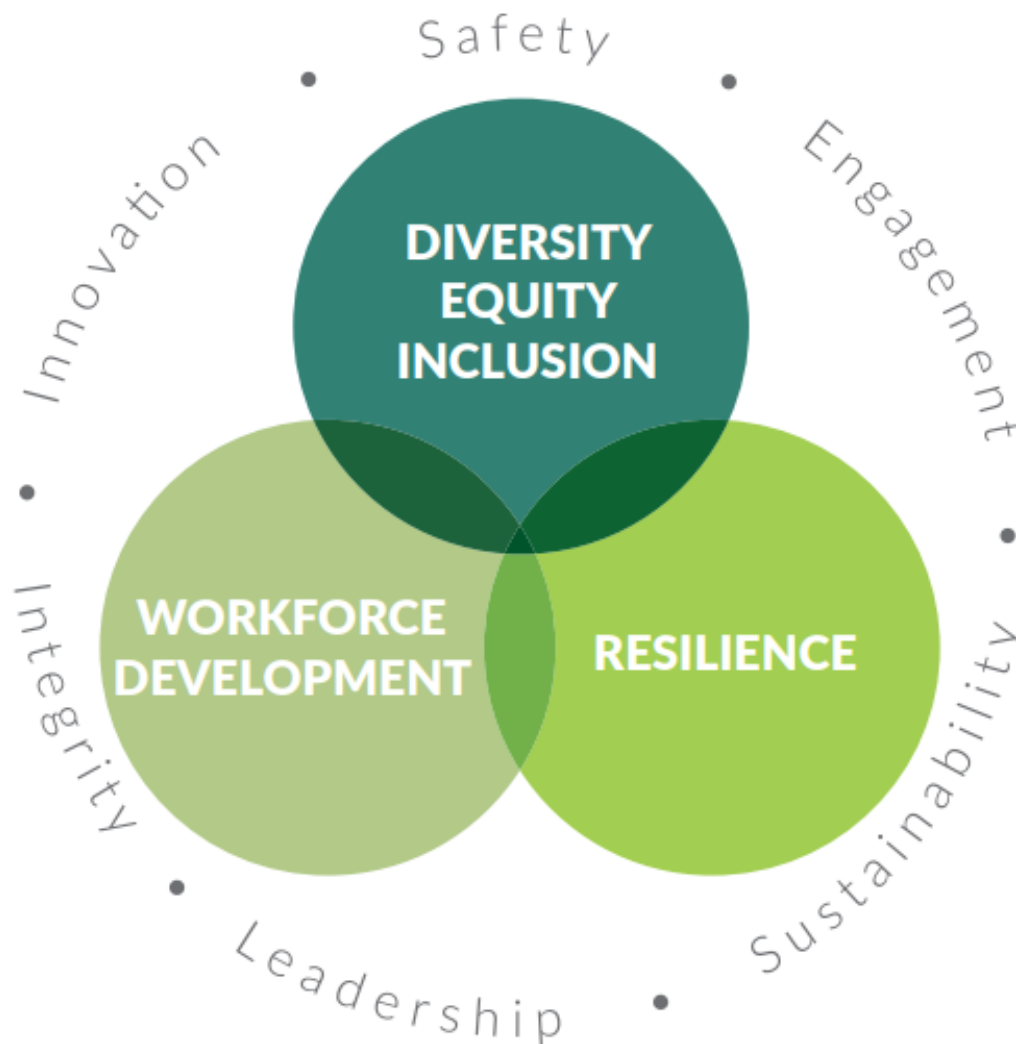 Safety
Engagement
Sustainability
Leadership
Integrity
Innovation
DIVERSITY
EQUITY
INCLUSION
WORKFORCE
DEVELOPMENT
RESILIENCE